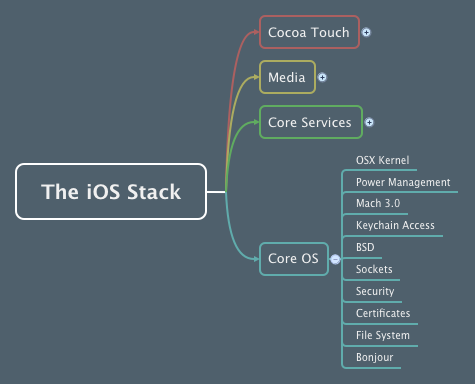 Cocoa Touch
Media
Core Services
The iOS Stack
Core OS
OSX Kernel
Power Management
Mach 3.0
Keychain Access
BSD
Sockets
Security
Certificates
File System
Bonjour